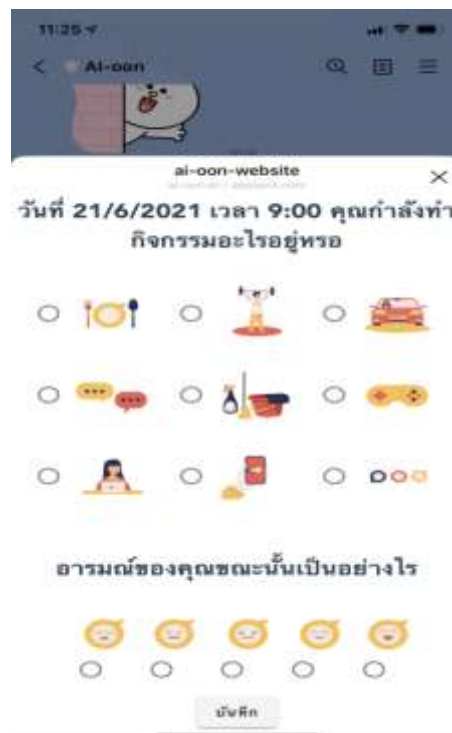 11:25
AI-oon
ai-oon-website
วันที่ 21/6/2021 เวลา 9:00 คุณกำลังทำ
กิจกรรมอะไรอยู่หรอ
อารมณ์ของคุณขณะนั้นเป็นอย่างไร
บันทึก